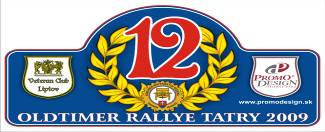 12
Veteran Club
Liptov
PROMO
DESIGN
www.promodesign.sk
OLDTIMER RALLYE TATRY 2009